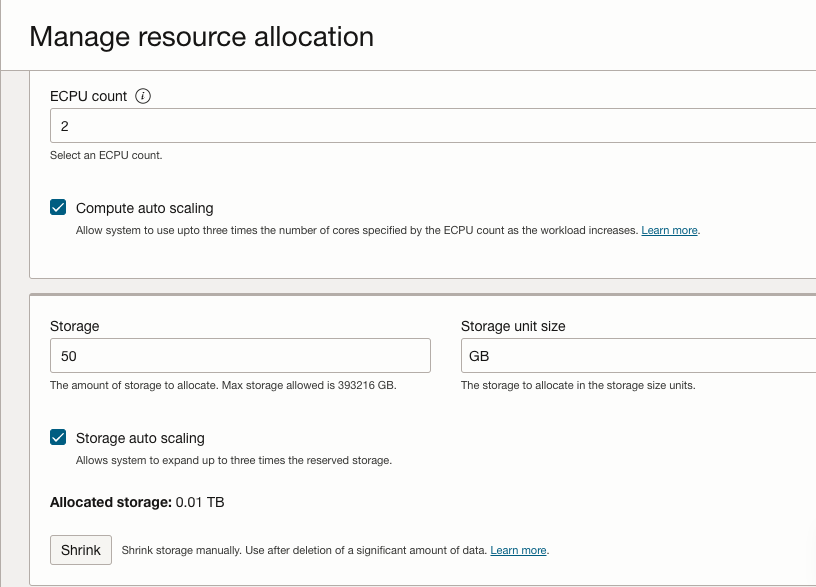 Manage resource allocation
ECPU count i
2
Select an ECPU count.
Compute auto scaling
Allow system to use upto three times the number of cores specified by the ECPU count as the workload increases. Learn more.
Storage
Storage unit size
50
GB
The amount of storage to allocate. Max storage allowed is 393216 GB.
The storage to allocate in the storage size units.
Storage auto scaling
Allows system to expand up to three times the reserved storage.
Allocated storage: 0.01 TB
Shrink
Shrink storage manually. Use after deletion of a significant amount of data. Learn more.